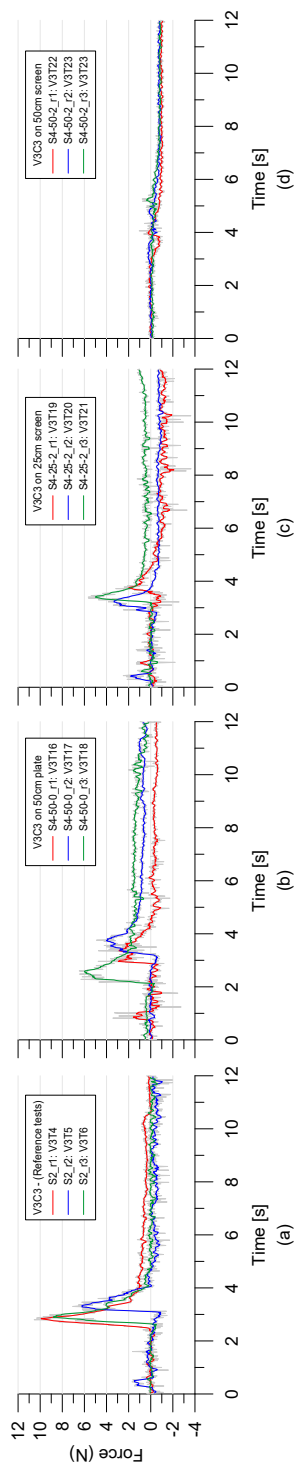 12
10
8
6
4
2
0
-2
-4
Force (N)
V3C3 - (Reference tests)
S2_r1: V3T4
S2_r2: V3T5
S2_r3: V3T6
0 2 4 6 8 10 12
Time [s]
(a)
V3C3 on 50cm plate
S4-50-0_r1: V3T16
S4-50-0_r2: V3T17
S4-50-0_r3: V3T18
0 2 4 6 8 10 12
Time [s]
(b)
V3C3 on 25cm screen
S4-25-2_r1: V3T19
S4-25-2_r2: V3T20
S4-25-2_r3: V3T21
0 2 4 6 8 10 12
Time [s]
(c)
V3C3 on 50cm screen
S4-50-2_r1: V3T22
S4-50-2_r2: V3T23
S4-50-2_r3: V3T23
0 2 4 6 8 10 12
Time [s]
(d)